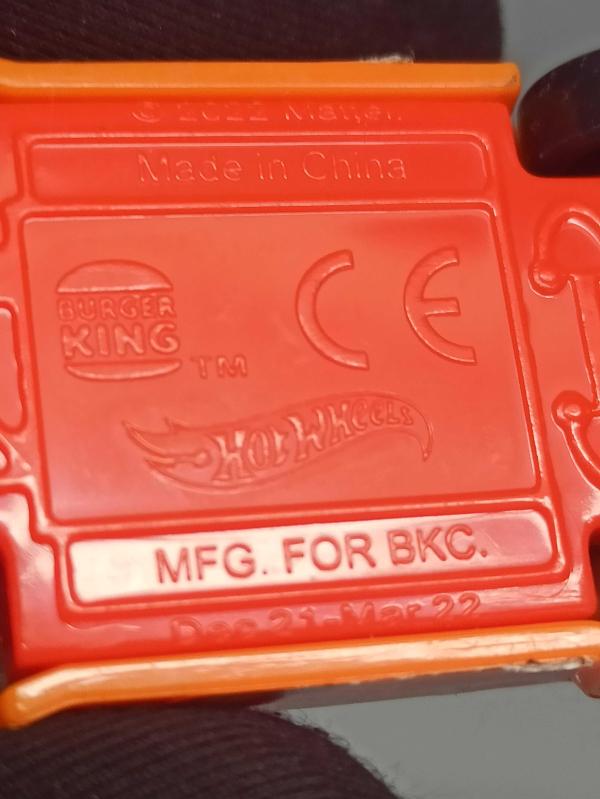 © 2022 Mattel.
Made in China
BURGER
KING
TM
CE
HOT WHEELS
MFG. FOR BKC.
Dec 21-Mar 22